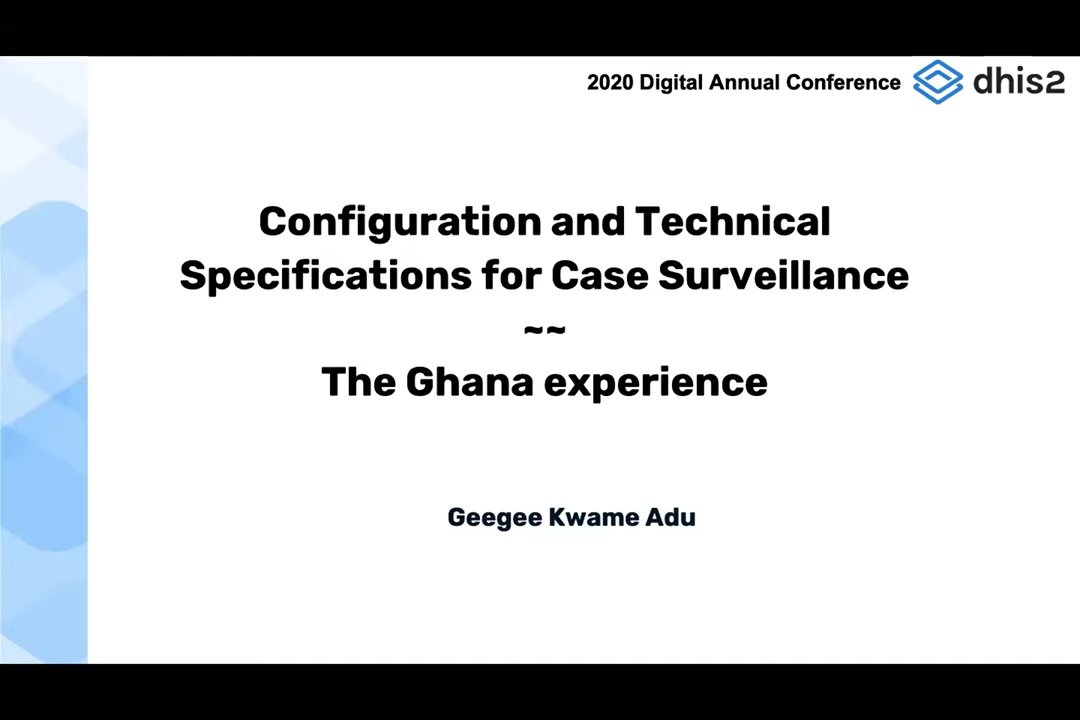 2020 Digital Annual Conference dhis2
Configuration and Technical
Specifications for Case Surveillance
~~
The Ghana experience
Geegee Kwame Adu